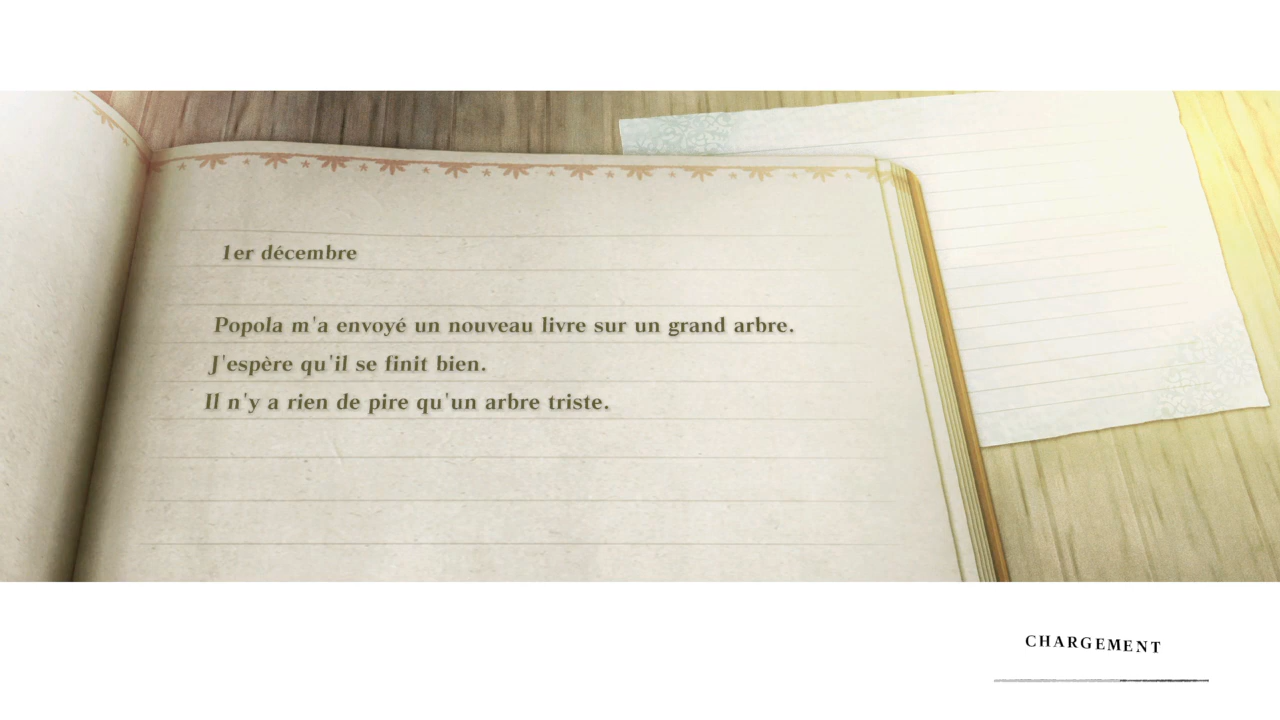 1er décembre
Popola m'a envoyé un nouveau livre sur un grand arbre.
J'espère qu'il se finit bien.
Il n'y a rien de pire qu'un arbre triste.
CHARGEMENT